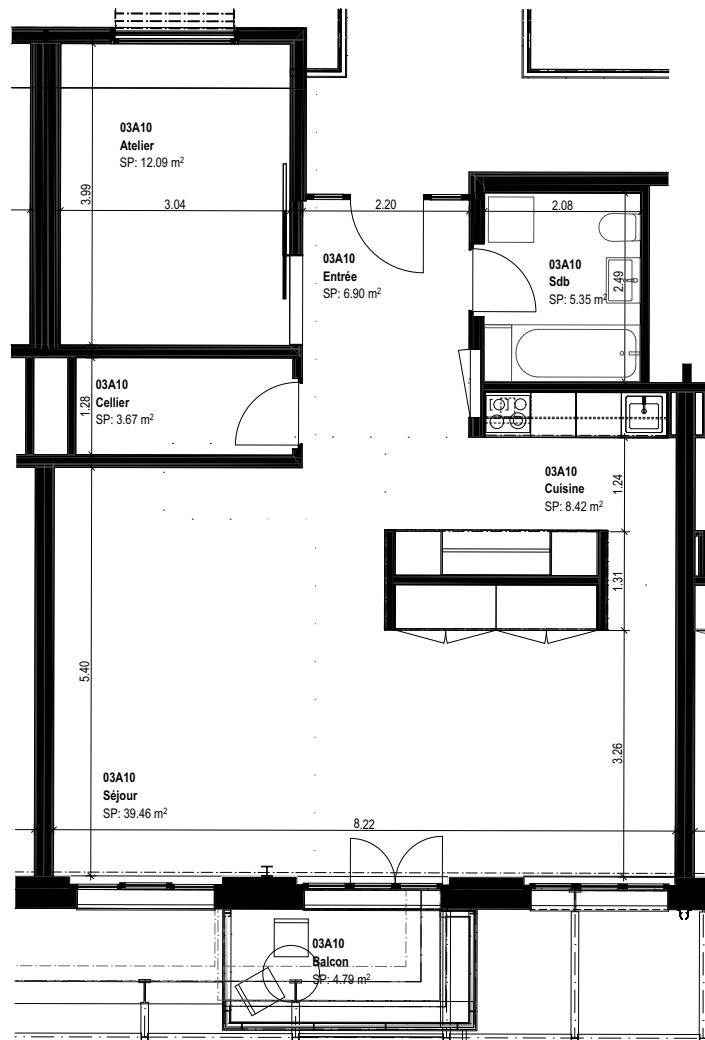 03A10
Atelier
SP: 12.09 m²
3.99
3.04
2.20
2.08
03A10
Entrée
SP: 6.90 m²
03A10
Sdb
SP: 5.35 m²
2.49
03A10
Cellier
SP: 3.67 m²
1.28
03A10
Cuisine
SP: 8.42 m²
1.24
1.31
5.40
3.26
03A10
Séjour
SP: 39.46 m²
8.22
03A10
Balcon
SP: 4.79 m²